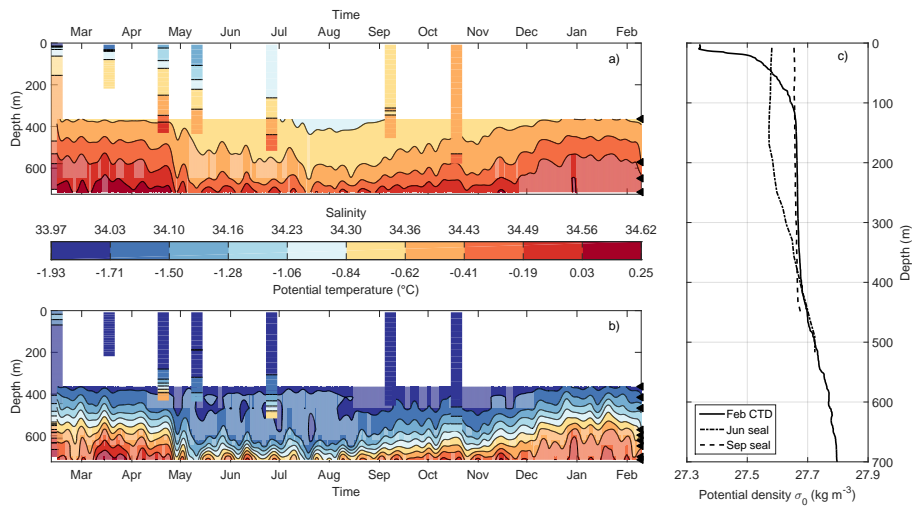 Time
Mar Apr May Jun Jul Aug Sep Oct Nov Dec Jan Feb
0
200
400
600
Depth (m)
a)
Salinity
33.97 34.03 34.10 34.16 34.23 34.30 34.36 34.43 34.49 34.56 34.62
-1.93 -1.71 -1.50 -1.28 -1.06 -0.84 -0.62 -0.41 -0.19 0.03 0.25
Potential temperature (°C)
0
200
400
600
Depth (m)
b)
Mar Apr May Jun Jul Aug Sep Oct Nov Dec Jan Feb
Time
c)
0
100
200
300
400
500
600
700
Depth (m)
Feb CTD
Jun seal
Sep seal
27.3 27.5 27.7 27.9
Potential density σ₀ (kg m⁻³)